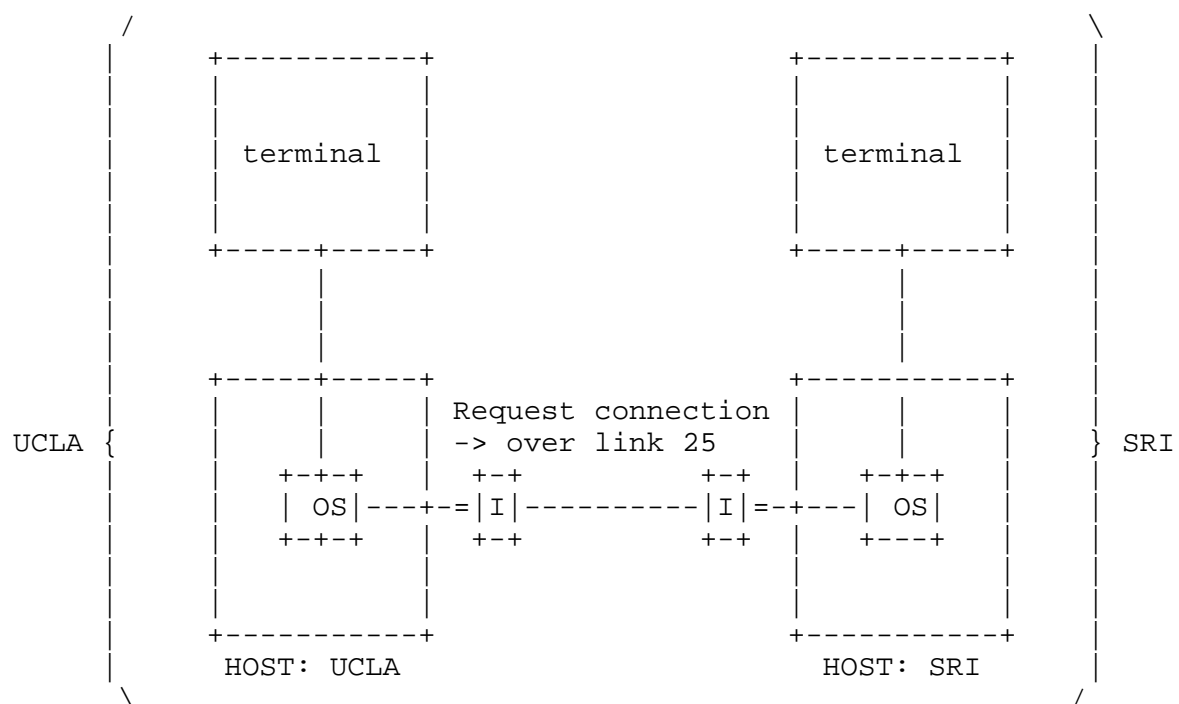 terminal terminal
Request connection
UCLA { -> over link 25 } SRI
OS I I OS
HOST: UCLA HOST: SRI